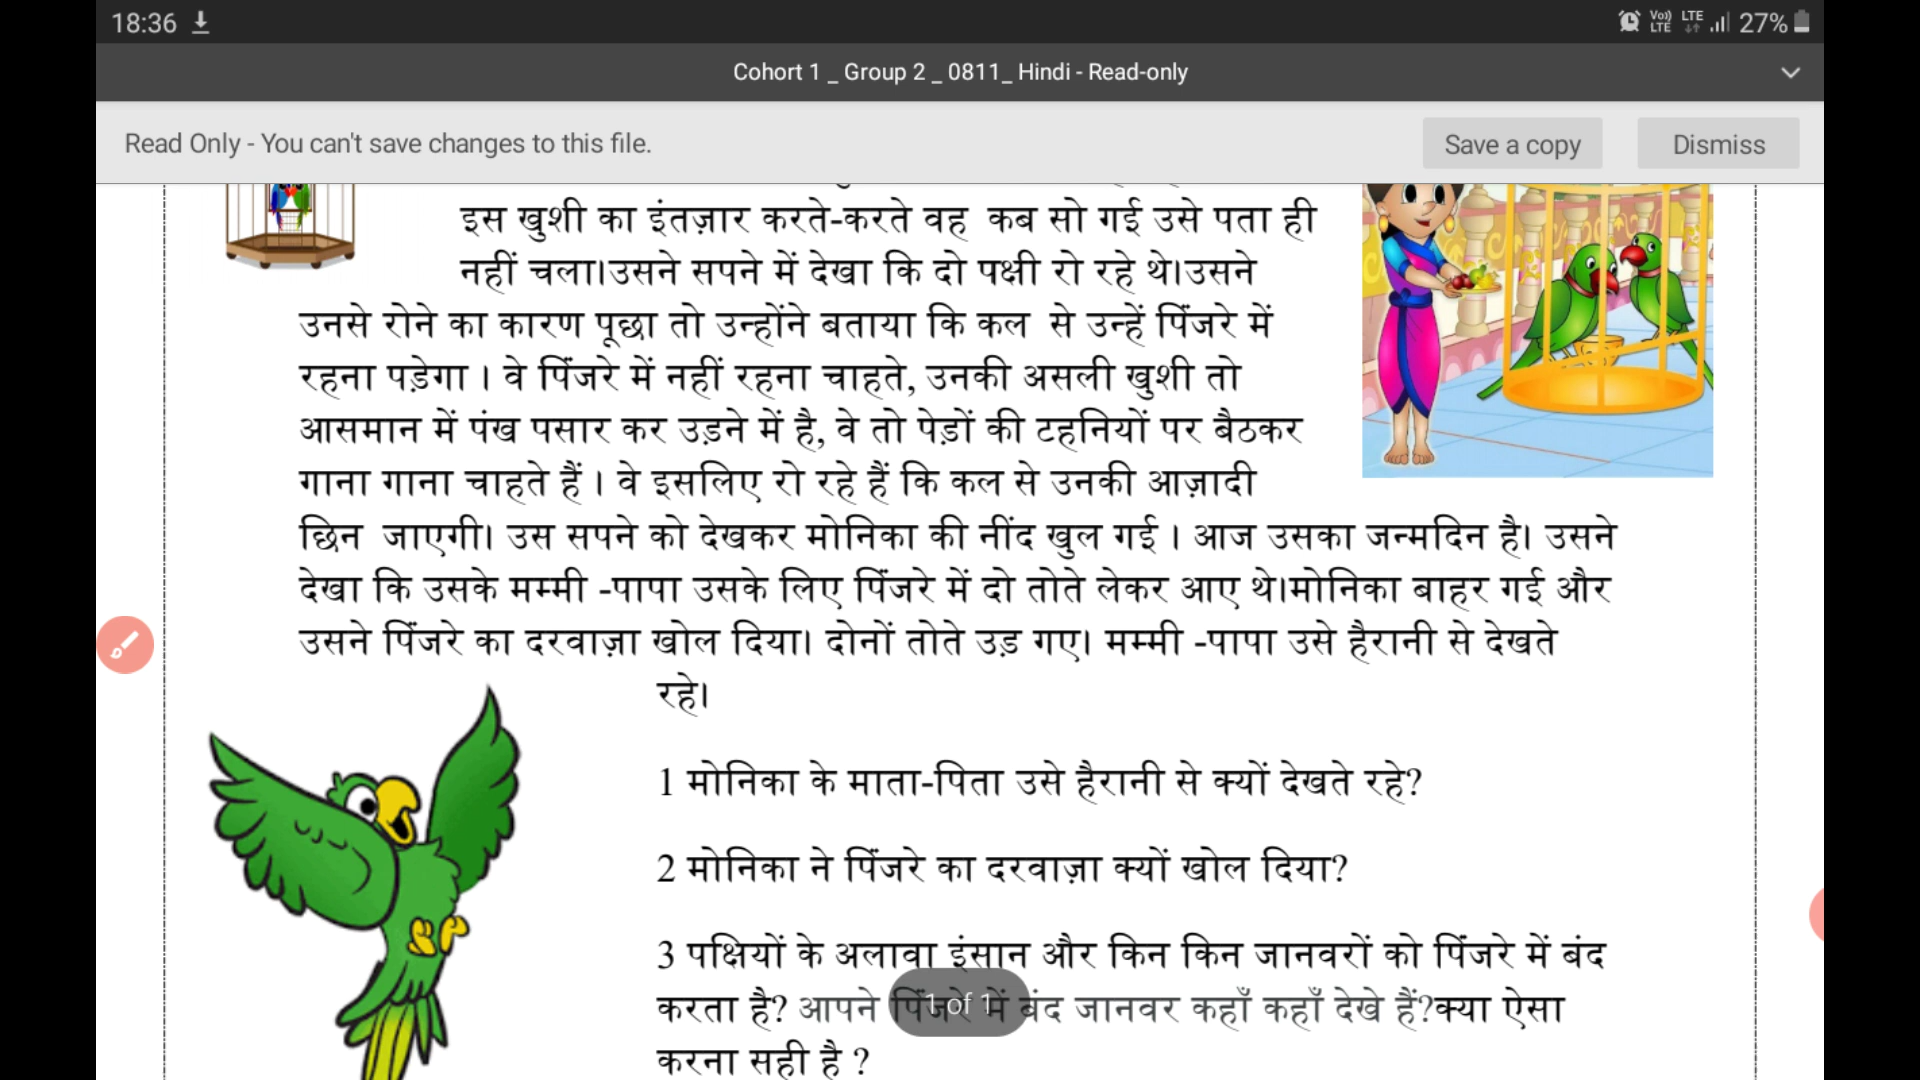 18:36
Vo)) LTE LTE 27%
Cohort 1 _ Group 2 _ 0811_ Hindi - Read-only
Read Only - You can't save changes to this file.
Save a copy
Dismiss
इस खुशी का इंतज़ार करते-करते वह कब सो गई उसे पता ही
नहीं चला।उसने सपने में देखा कि दो पक्षी रो रहे थे।उसने
उनसे रोने का कारण पूछा तो उन्होंने बताया कि कल से उन्हें पिंजरे में
रहना पड़ेगा । वे पिंजरे में नहीं रहना चाहते, उनकी असली खुशी तो
आसमान में पंख पसार कर उड़ने में है, वे तो पेड़ों की टहनियों पर बैठकर
गाना गाना चाहते हैं । वे इसलिए रो रहे हैं कि कल से उनकी आज़ादी
छिन जाएगी। उस सपने को देखकर मोनिका की नींद खुल गई । आज उसका जन्मदिन है। उसने
देखा कि उसके मम्मी -पापा उसके लिए पिंजरे में दो तोते लेकर आए थे।मोनिका बाहर गई और
उसने पिंजरे का दरवाज़ा खोल दिया। दोनों तोते उड़ गए। मम्मी -पापा उसे हैरानी से देखते
रहे।
1 मोनिका के माता-पिता उसे हैरानी से क्यों देखते रहे?
2 मोनिका ने पिंजरे का दरवाज़ा क्यों खोल दिया?
3 पक्षियों के अलावा इंसान और किन किन जानवरों को पिंजरे में बंद
करता है? आपने पिंजरे में बंद जानवर कहाँ कहाँ देखे हैं?क्या ऐसा
1 of 1
करना सही है ?